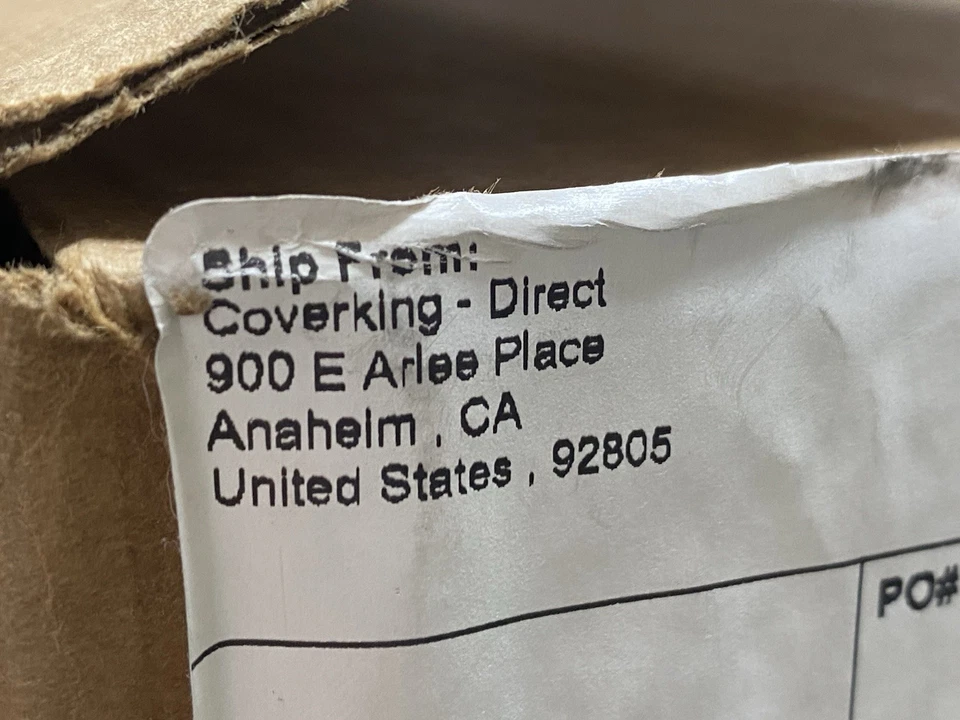 Ship From:
Coverking - Direct
900 E Arlee Place
Anaheim , CA
United States , 92805
PO#